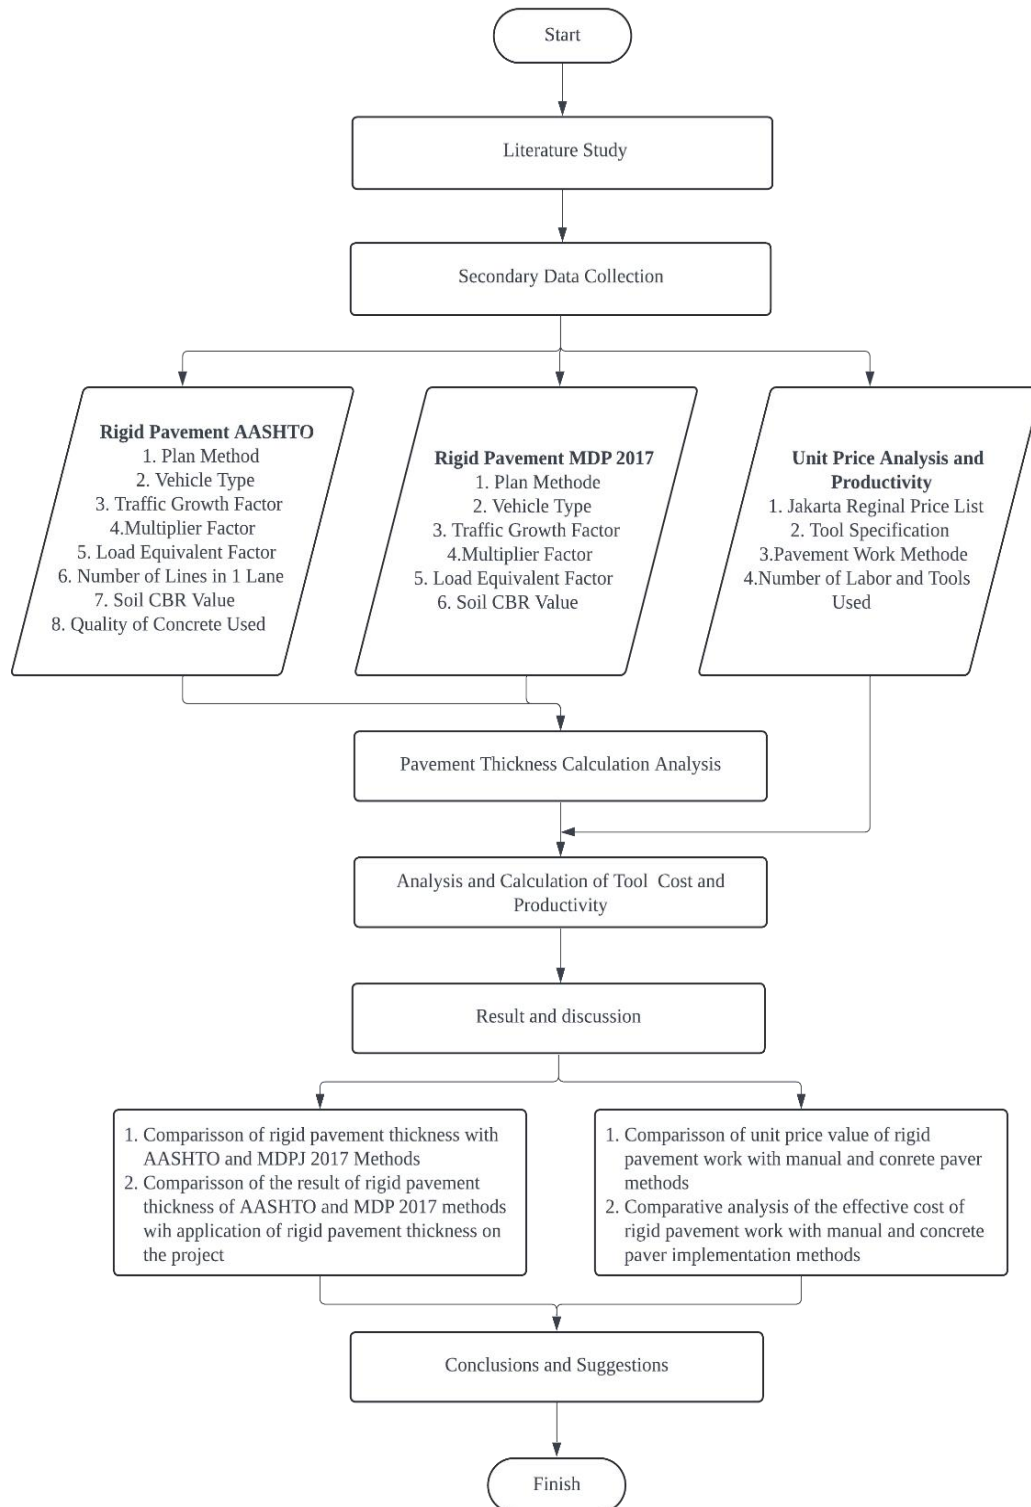 Start
Literature Study
Secondary Data Collection
Rigid Pavement AASHTO
1. Plan Method
2. Vehicle Type
3. Traffic Growth Factor
4.Multiplier Factor
5. Load Equivalent Factor
6. Number of Lines in 1 Lane
7. Soil CBR Value
8. Quality of Concrete Used
Rigid Pavement MDP 2017
1. Plan Methode
2. Vehicle Type
3. Traffic Growth Factor
4.Multiplier Factor
5. Load Equivalent Factor
6. Soil CBR Value
Unit Price Analysis and
Productivity
1. Jakarta Reginal Price List
2. Tool Specification
3.Pavement Work Methode
4.Number of Labor and Tools
Used
Pavement Thickness Calculation Analysis
Analysis and Calculation of Tool Cost and
Productivity
Result and discussion
1. Comparisson of rigid pavement thickness with
AASHTO and MDPJ 2017 Methods
2. Comparisson of the result of rigid pavement
thickness of AASHTO and MDP 2017 methods
wih application of rigid pavement thickness on
the project
1. Comparisson of unit price value of rigid
pavement work with manual and conrete paver
methods
2. Comparative analysis of the effective cost of
rigid pavement work with manual and concrete
paver implementation methods
Conclusions and Suggestions
Finish